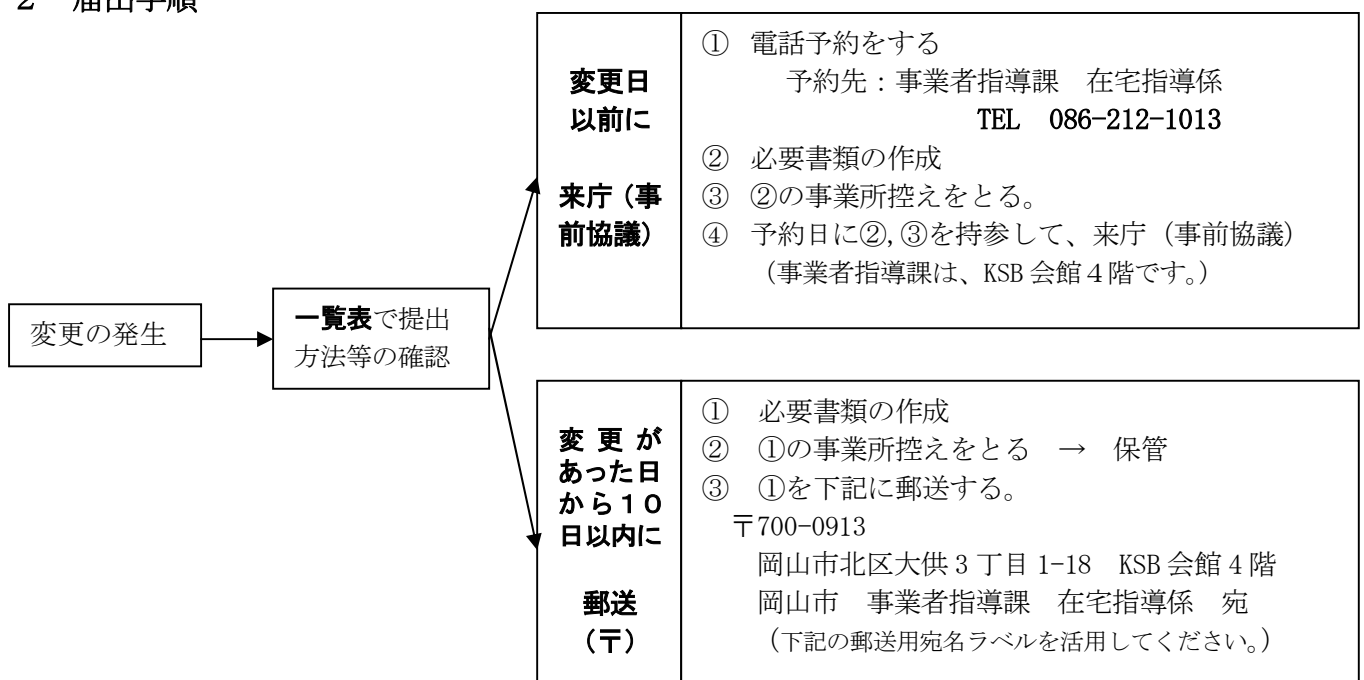 ２　届出手順
変更の発生
一覧表で提出
方法等の確認
変更日
以前に
来庁（事
前協議）
① 電話予約をする
予約先：事業者指導課　在宅指導係
TEL　086-212-1013
② 必要書類の作成
③ ②の事業所控えをとる。
④ 予約日に②,③を持参して、来庁（事前協議）
（事業者指導課は、KSB 会館４階です。）
変更が
あった日
から１０
日以内に
郵送
（〒）
① 必要書類の作成
② ①の事業所控えをとる　→　保管
③ ①を下記に郵送する。
〒700-0913
岡山市北区大供 3 丁目 1-18　KSB 会館 4 階
岡山市　事業者指導課　在宅指導係　宛
（下記の郵送用宛名ラベルを活用してください。）